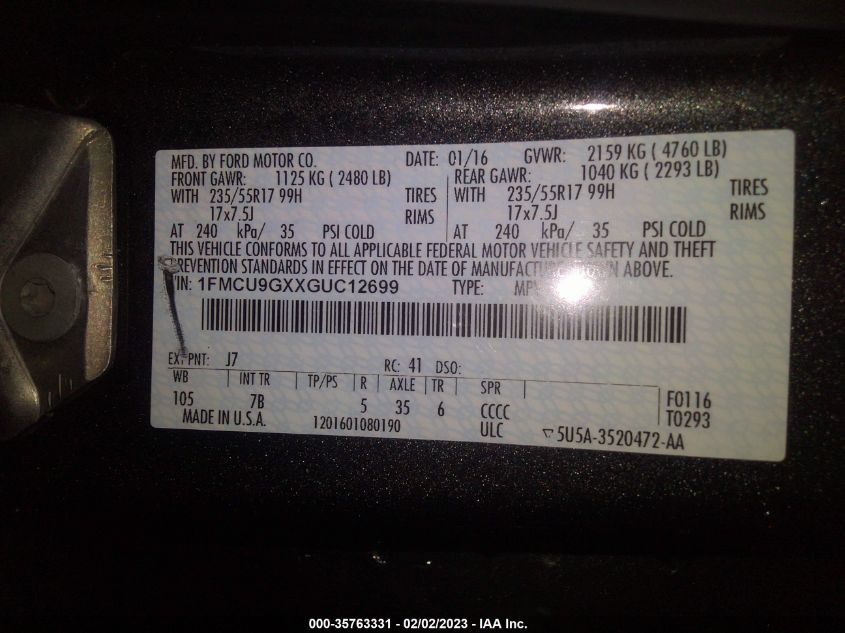 MFD. BY FORD MOTOR CO. DATE: 01/16 GVWR: 2159 KG ( 4760 LB)
FRONT GAWR: 1125 KG ( 2480 LB) REAR GAWR: 1040 KG ( 2293 LB)
WITH 235/55R17 99H TIRES WITH 235/55R17 99H TIRES
17x7.5J RIMS 17x7.5J RIMS
AT 240 kPa/ 35 PSI COLD AT 240 kPa/ 35 PSI COLD
THIS VEHICLE CONFORMS TO ALL APPLICABLE FEDERAL MOTOR VEHICLE SAFETY AND THEFT
PREVENTION STANDARDS IN EFFECT ON THE DATE OF MANUFACTURE SHOWN ABOVE.
VIN: 1FMCU9GXXGUC12699 TYPE: MPV
EXT PNT: J7 RC: 41 DSO:
WB INT TR TP/PS R AXLE TR SPR
105 7B 5 35 6 CCCC F0116
MADE IN U.S.A. 1201601080190 ULC T0293
5U5A-3520472-AA
000-35763331 - 02/02/2023 - IAA Inc.